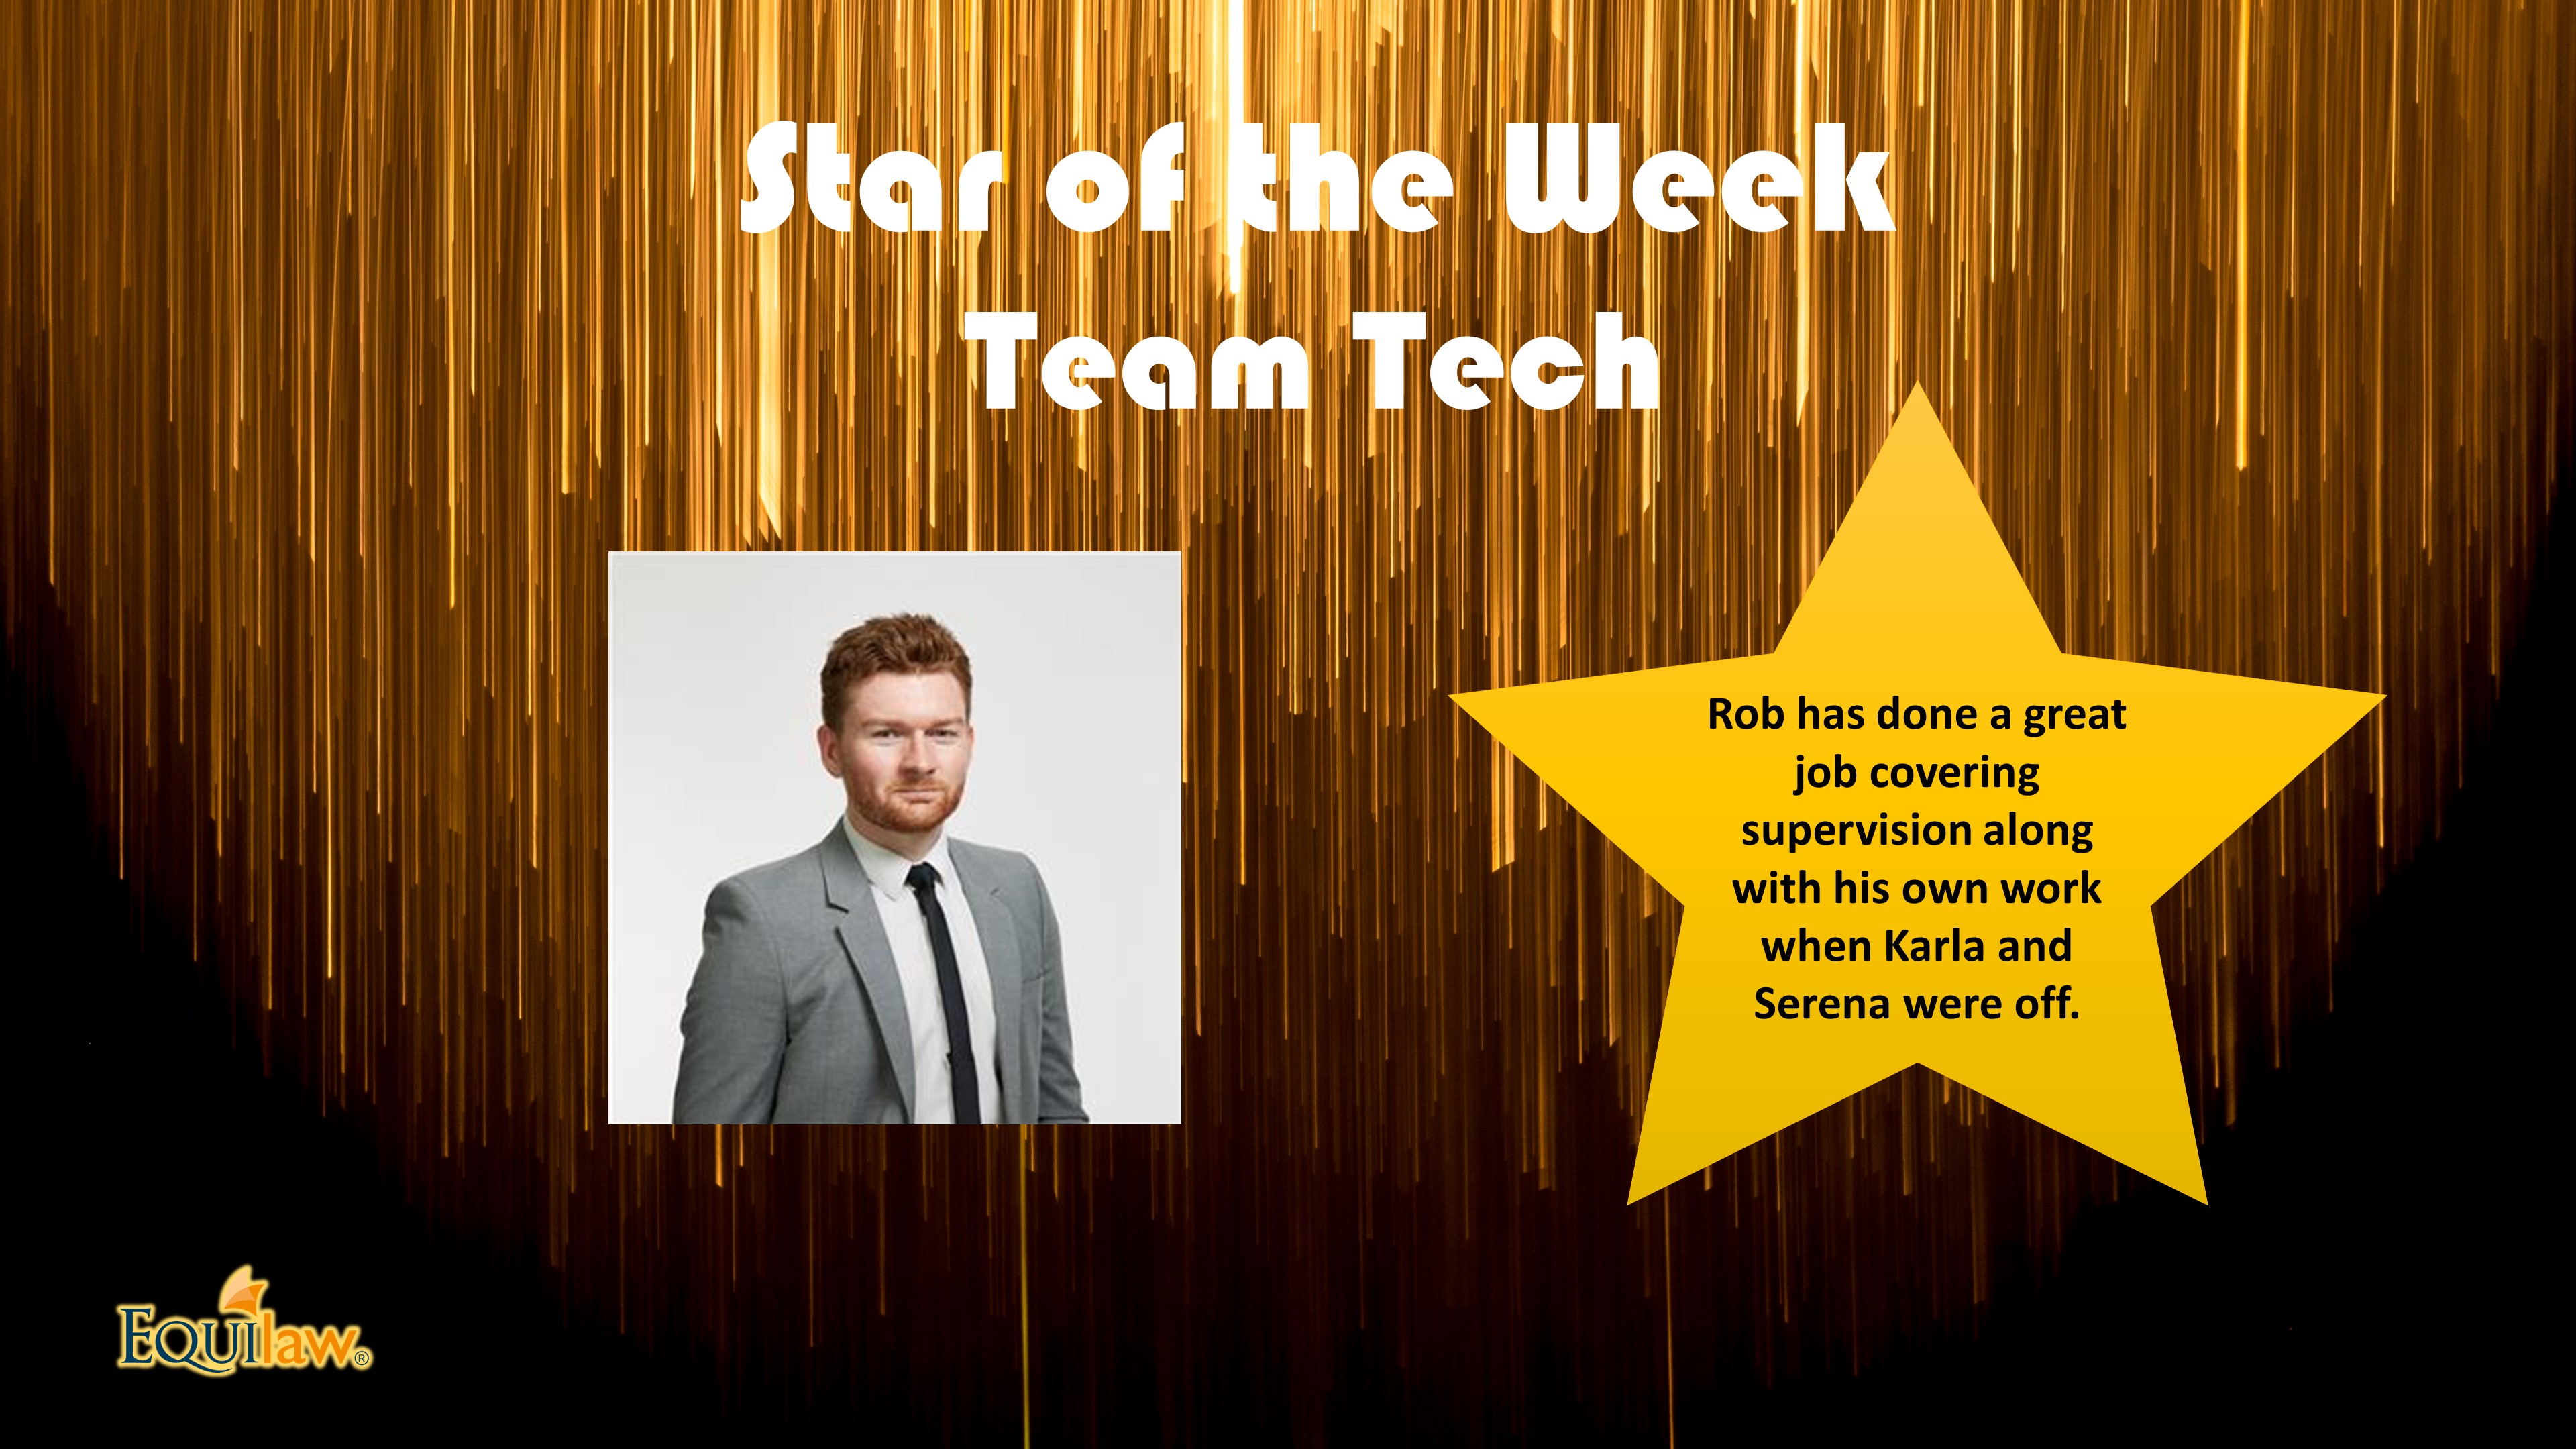 Star of the Week
Team Tech
Rob has done a great
job covering
supervision along
with his own work
when Karla and
Serena were off.
EQUIlaw®